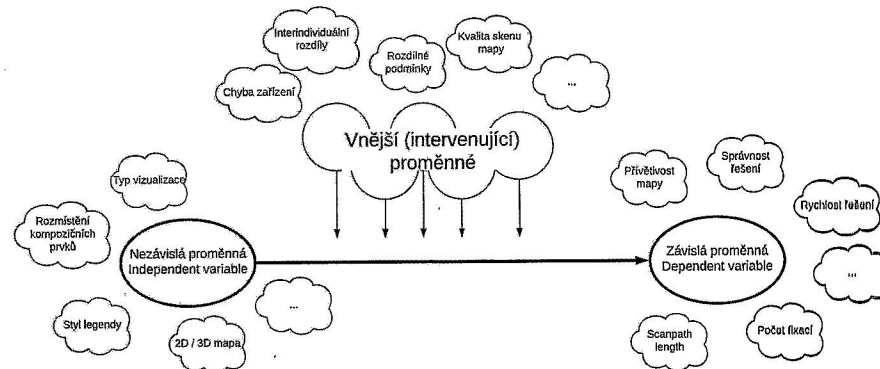 Interindividuální
rozdíly
Rozdílné
podmínky
Kvalita skenu
mapy
Chyba zařízení
...
Vnější (intervenující)
proměnné
Typ vizualizace
Rozmístění
kompozičních
prvků
Nezávislá proměnná
Independent variable
Styl legendy
2D / 3D mapa
...
Přívětivost
mapy
Správnost
řešení
Rychlost řešení
Závislá proměnná
Dependent variable
...
Scanpath
length
Počet fixací